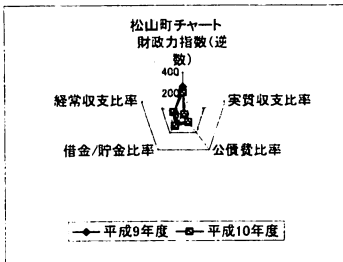 松山町チャート
財政力指数(逆
数)
400
200
経常収支比率
実質収支比率
借金/貯金比率
公債費比率
平成9年度 平成10年度